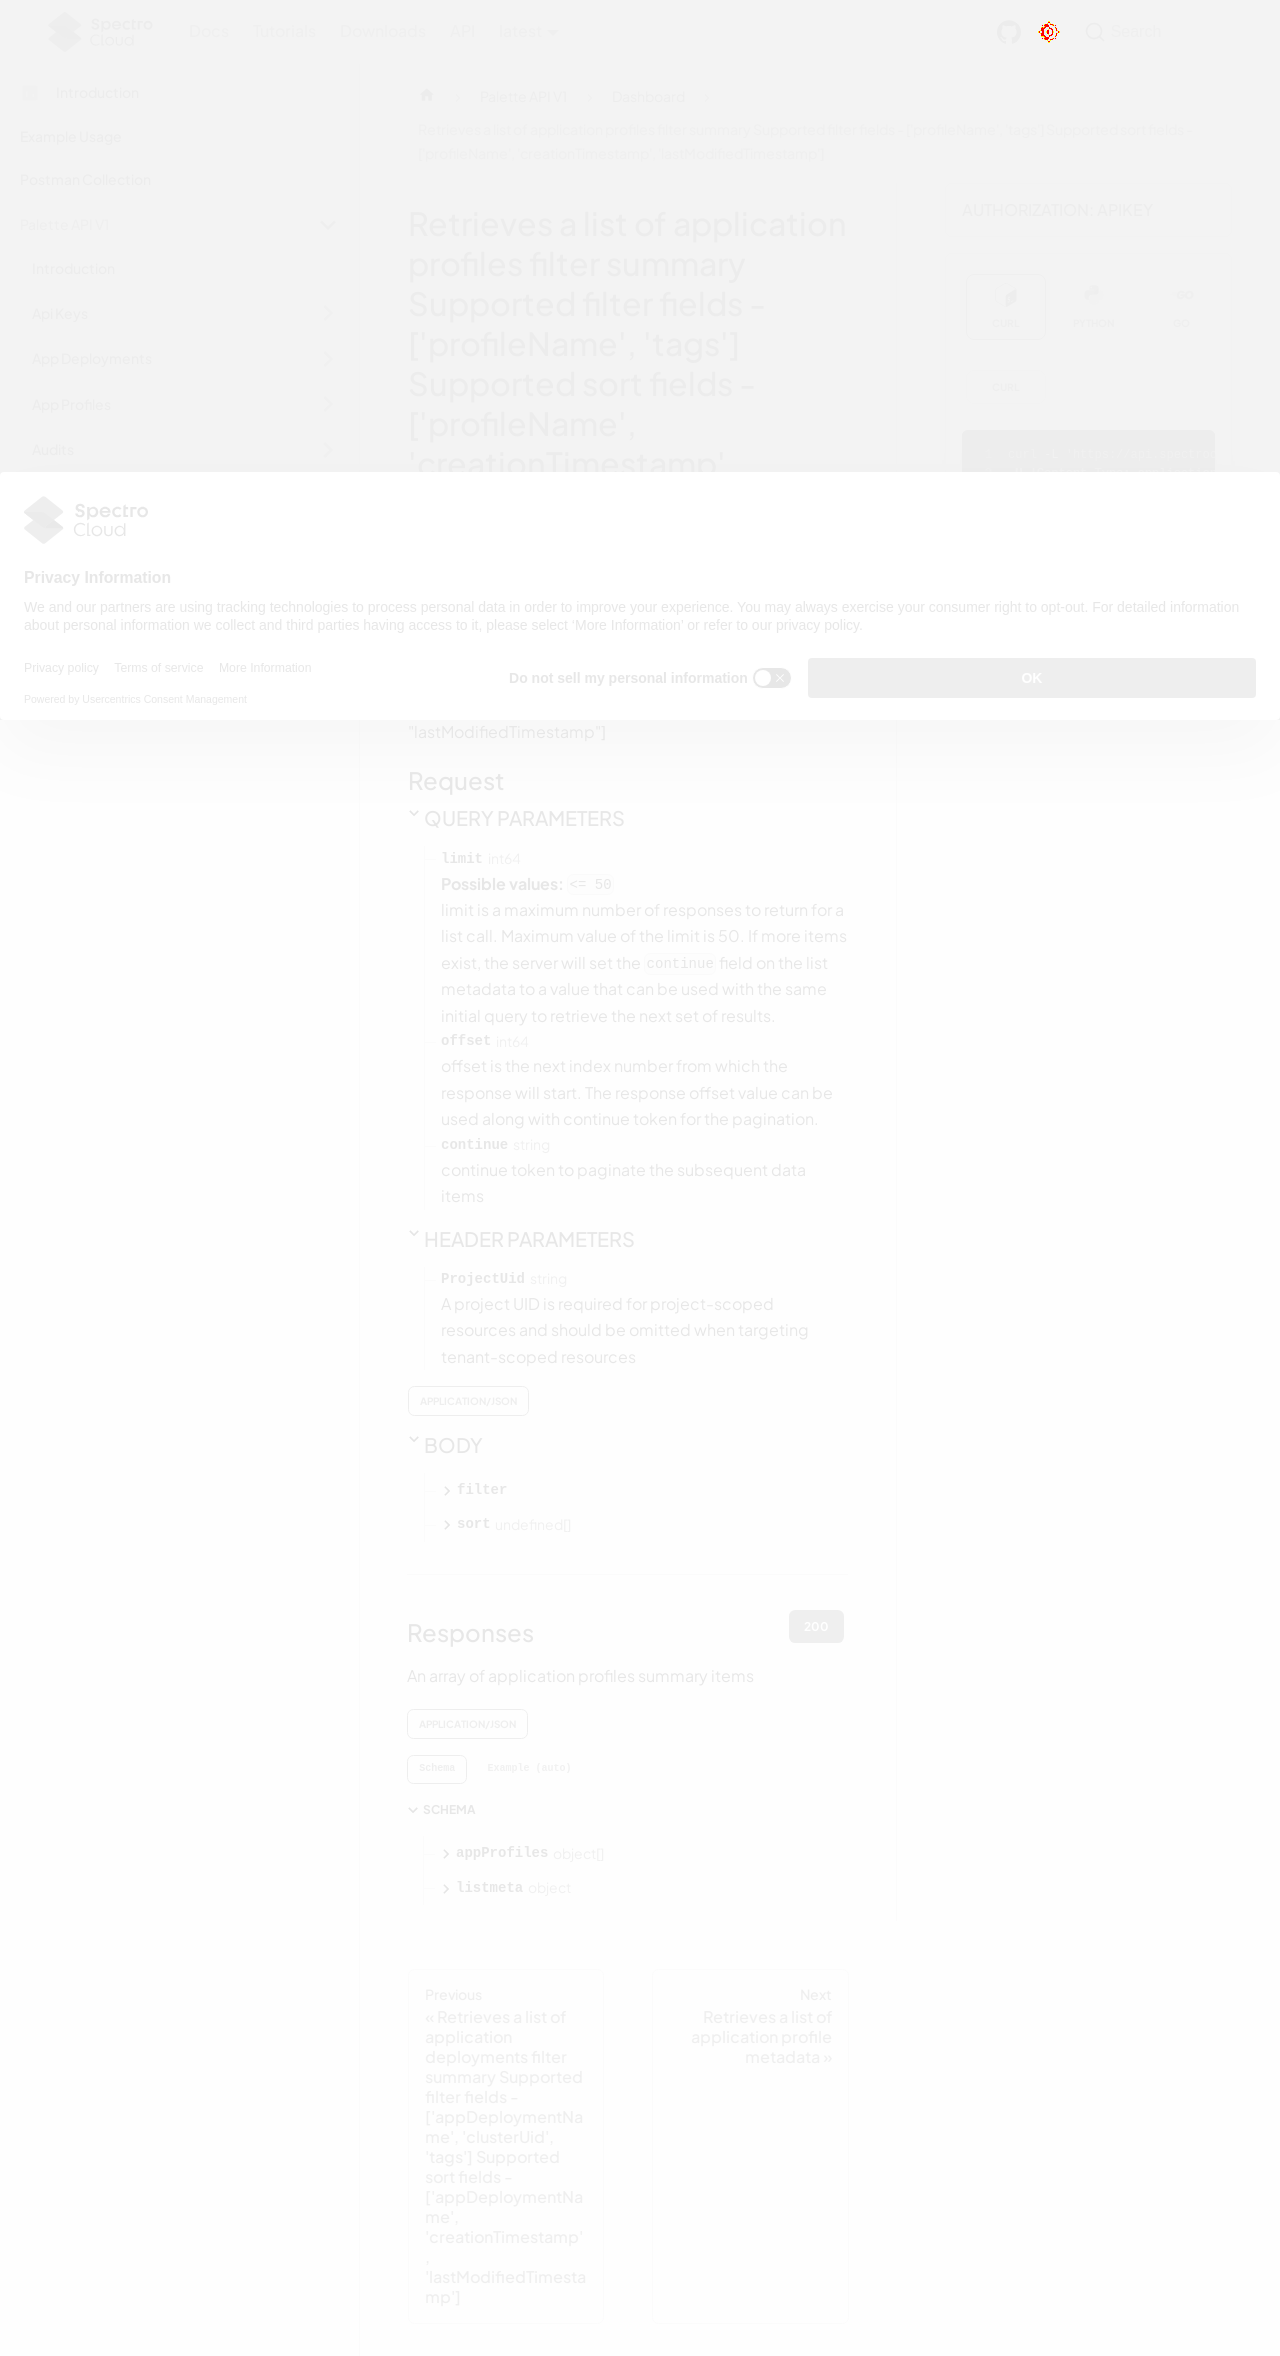 Spectro
Cloud
Docs
Tutorials
Downloads
API
latest
Search
Introduction
Example Usage
Postman Collection
Palette API V1
Introduction
Api Keys
App Deployments
App Profiles
Audits
Palette API V1
Dashboard
Retrieves a list of application profiles filter summary Supported filter fields - ['profileName', 'tags'] Supported sort fields -
Retrieves a list of application
profiles filter summary
Supported filter fields -
['profileName', 'tags']
Supported sort fields -
['profileName',
'creationTimestamp',
AUTHORIZATION: APIKEY
CURL
PYTHON
GO
CURL
Spectro
Cloud
Privacy Information
We and our partners are using tracking technologies to process personal data in order to improve your experience. You may always exercise your consumer right to opt-out. For detailed information
about personal information we collect and third parties having access to it, please select 'More Information' or refer to our privacy policy.
Privacy policy
Terms of service
More Information
Powered by Usercentrics Consent Management
Do not sell my personal information
OK
"lastModifiedTimestamp"]
Request
QUERY PARAMETERS
limit int64
Possible values: <= 50
limit is a maximum number of responses to return for a
list call. Maximum value of the limit is 50. If more items
exist, the server will set the continue field on the list
metadata to a value that can be used with the same
initial query to retrieve the next set of results.
offset int64
offset is the next index number from which the
response will start. The response offset value can be
used along with continue token for the pagination.
continue string
continue token to paginate the subsequent data
items
HEADER PARAMETERS
ProjectUid string
A project UID is required for project-scoped
resources and should be omitted when targeting
tenant-scoped resources
APPLICATION/JSON
BODY
filter
sort undefined[]
Responses
200
An array of application profiles summary items
APPLICATION/JSON
Schema
Example (auto)
SCHEMA
appProfiles object[]
listmeta object
Previous
« Retrieves a list of
application
deployments filter
summary Supported
filter fields -
['appDeploymentNa
me', 'clusterUid',
'tags'] Supported
sort fields -
['appDeploymentNa
me',
'creationTimestamp'
,
'lastModifiedTimesta
mp']
Next
Retrieves a list of
application profile
metadata »